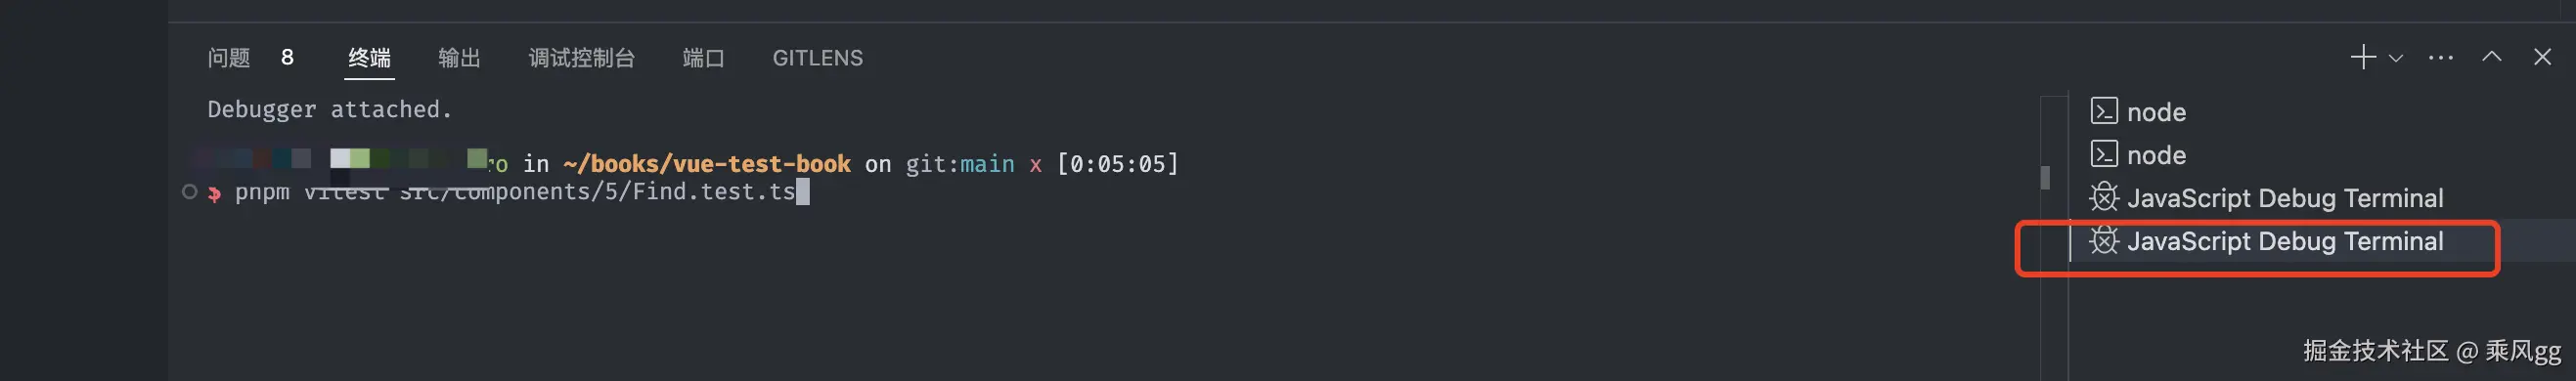 问题 8 终端 输出 调试控制台 端口 GITLENS
Debugger attached.
ro in ~/books/vue-test-book on git:main x [0:05:05]
$ pnpm vitest src/components/5/Find.test.ts
node
node
JavaScript Debug Terminal
JavaScript Debug Terminal
掘金技术社区 @ 乘风gg